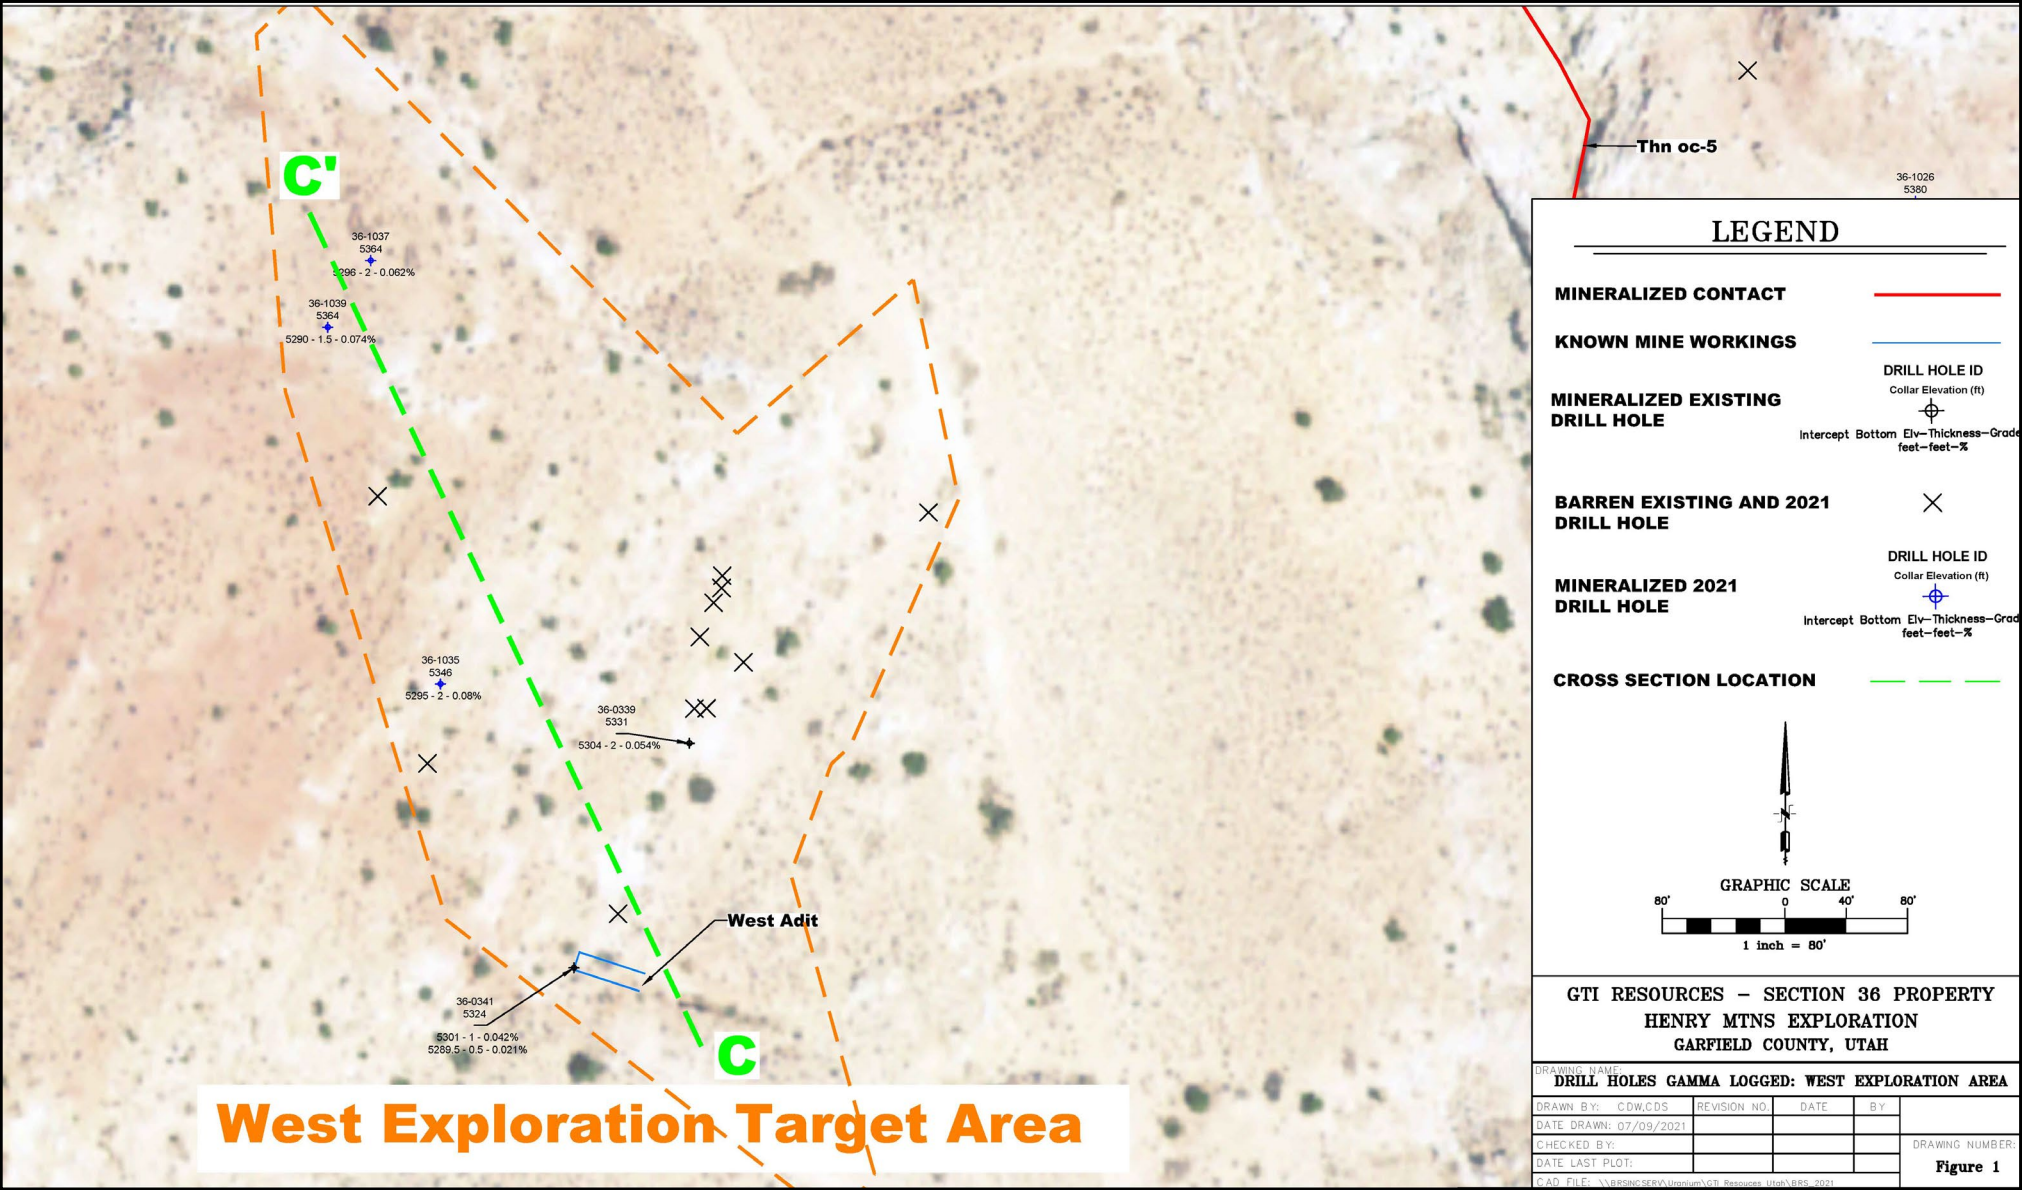 C'
36-1037
5364
5296 - 2 - 0.062%
36-1039
5364
5290 - 1.5 - 0.074%
36-1035
5346
5295 - 2 - 0.08%
36-0339
5331
5304 - 2 - 0.054%
West Adit
36-0341
5324
5301 - 1 - 0.042%
5289.5 - 0.5 - 0.021%
C
West Exploration Target Area
Thn oc-5
36-1026
5380
LEGEND
MINERALIZED CONTACT
KNOWN MINE WORKINGS
MINERALIZED EXISTING
DRILL HOLE
DRILL HOLE ID
Collar Elevation (ft)
Intercept Bottom Elv-Thickness-Grade
feet-feet-%
BARREN EXISTING AND 2021
DRILL HOLE
MINERALIZED 2021
DRILL HOLE
DRILL HOLE ID
Collar Elevation (ft)
Intercept Bottom Elv-Thickness-Grad
feet-feet-%
CROSS SECTION LOCATION
N
GRAPHIC SCALE
80' 0 40' 80'
1 inch = 80'
GTI RESOURCES - SECTION 36 PROPERTY
HENRY MTNS EXPLORATION
GARFIELD COUNTY, UTAH
DRAWING NAME:
DRILL HOLES GAMMA LOGGED: WEST EXPLORATION AREA
DRAWN BY: CDW,CDS REVISION NO. DATE BY
DATE DRAWN: 07/09/2021
CHECKED BY:
DRAWING NUMBER:
DATE LAST PLOT:
Figure 1
CAD FILE: \\BRSINCSERV\Uranium\GTI Resouces Utah\BRS_2021